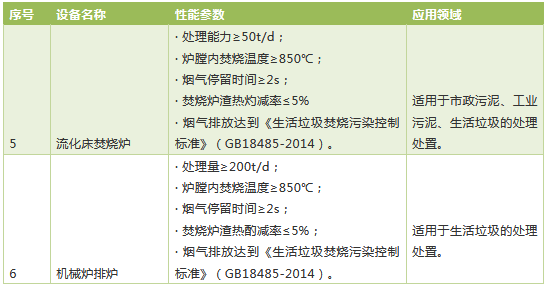 序号 设备名称 性能参数 应用领域
· 处理能力≥50t/d；
· 炉膛内焚烧温度≥850℃；
· 烟气停留时间≥2s；
· 焚烧炉渣热灼减率≤5%
· 烟气排放达到《生活垃圾焚烧污染控制
标准》（GB18485-2014）。
5 流化床焚烧炉
适用于市政污泥、工业
污泥、生活垃圾的处理
处置。
· 处理量≥200t/d；
· 炉膛内焚烧温度≥850℃；
· 烟气停留时间≥2s；
· 焚烧炉渣热酌减率≤5%；
· 烟气排放达到《生活垃圾焚烧污染控制
标准》（GB18485-2014）。
6 机械炉排炉
适用于生活垃圾的处理
处置。